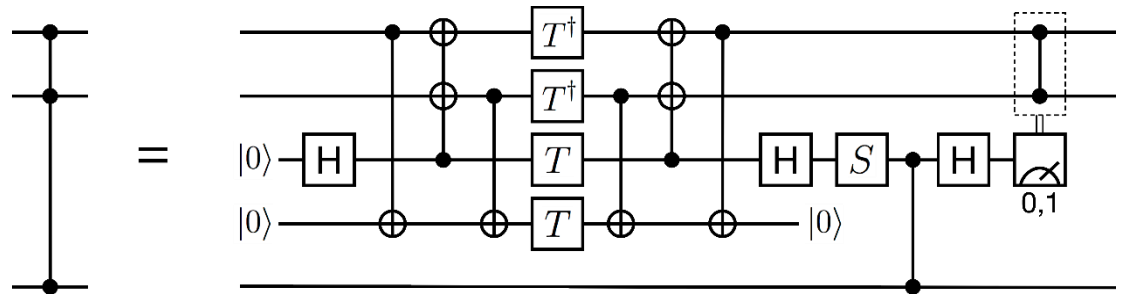 T†
T†
= |0⟩ H T H S H
0,1
|0⟩ T |0⟩